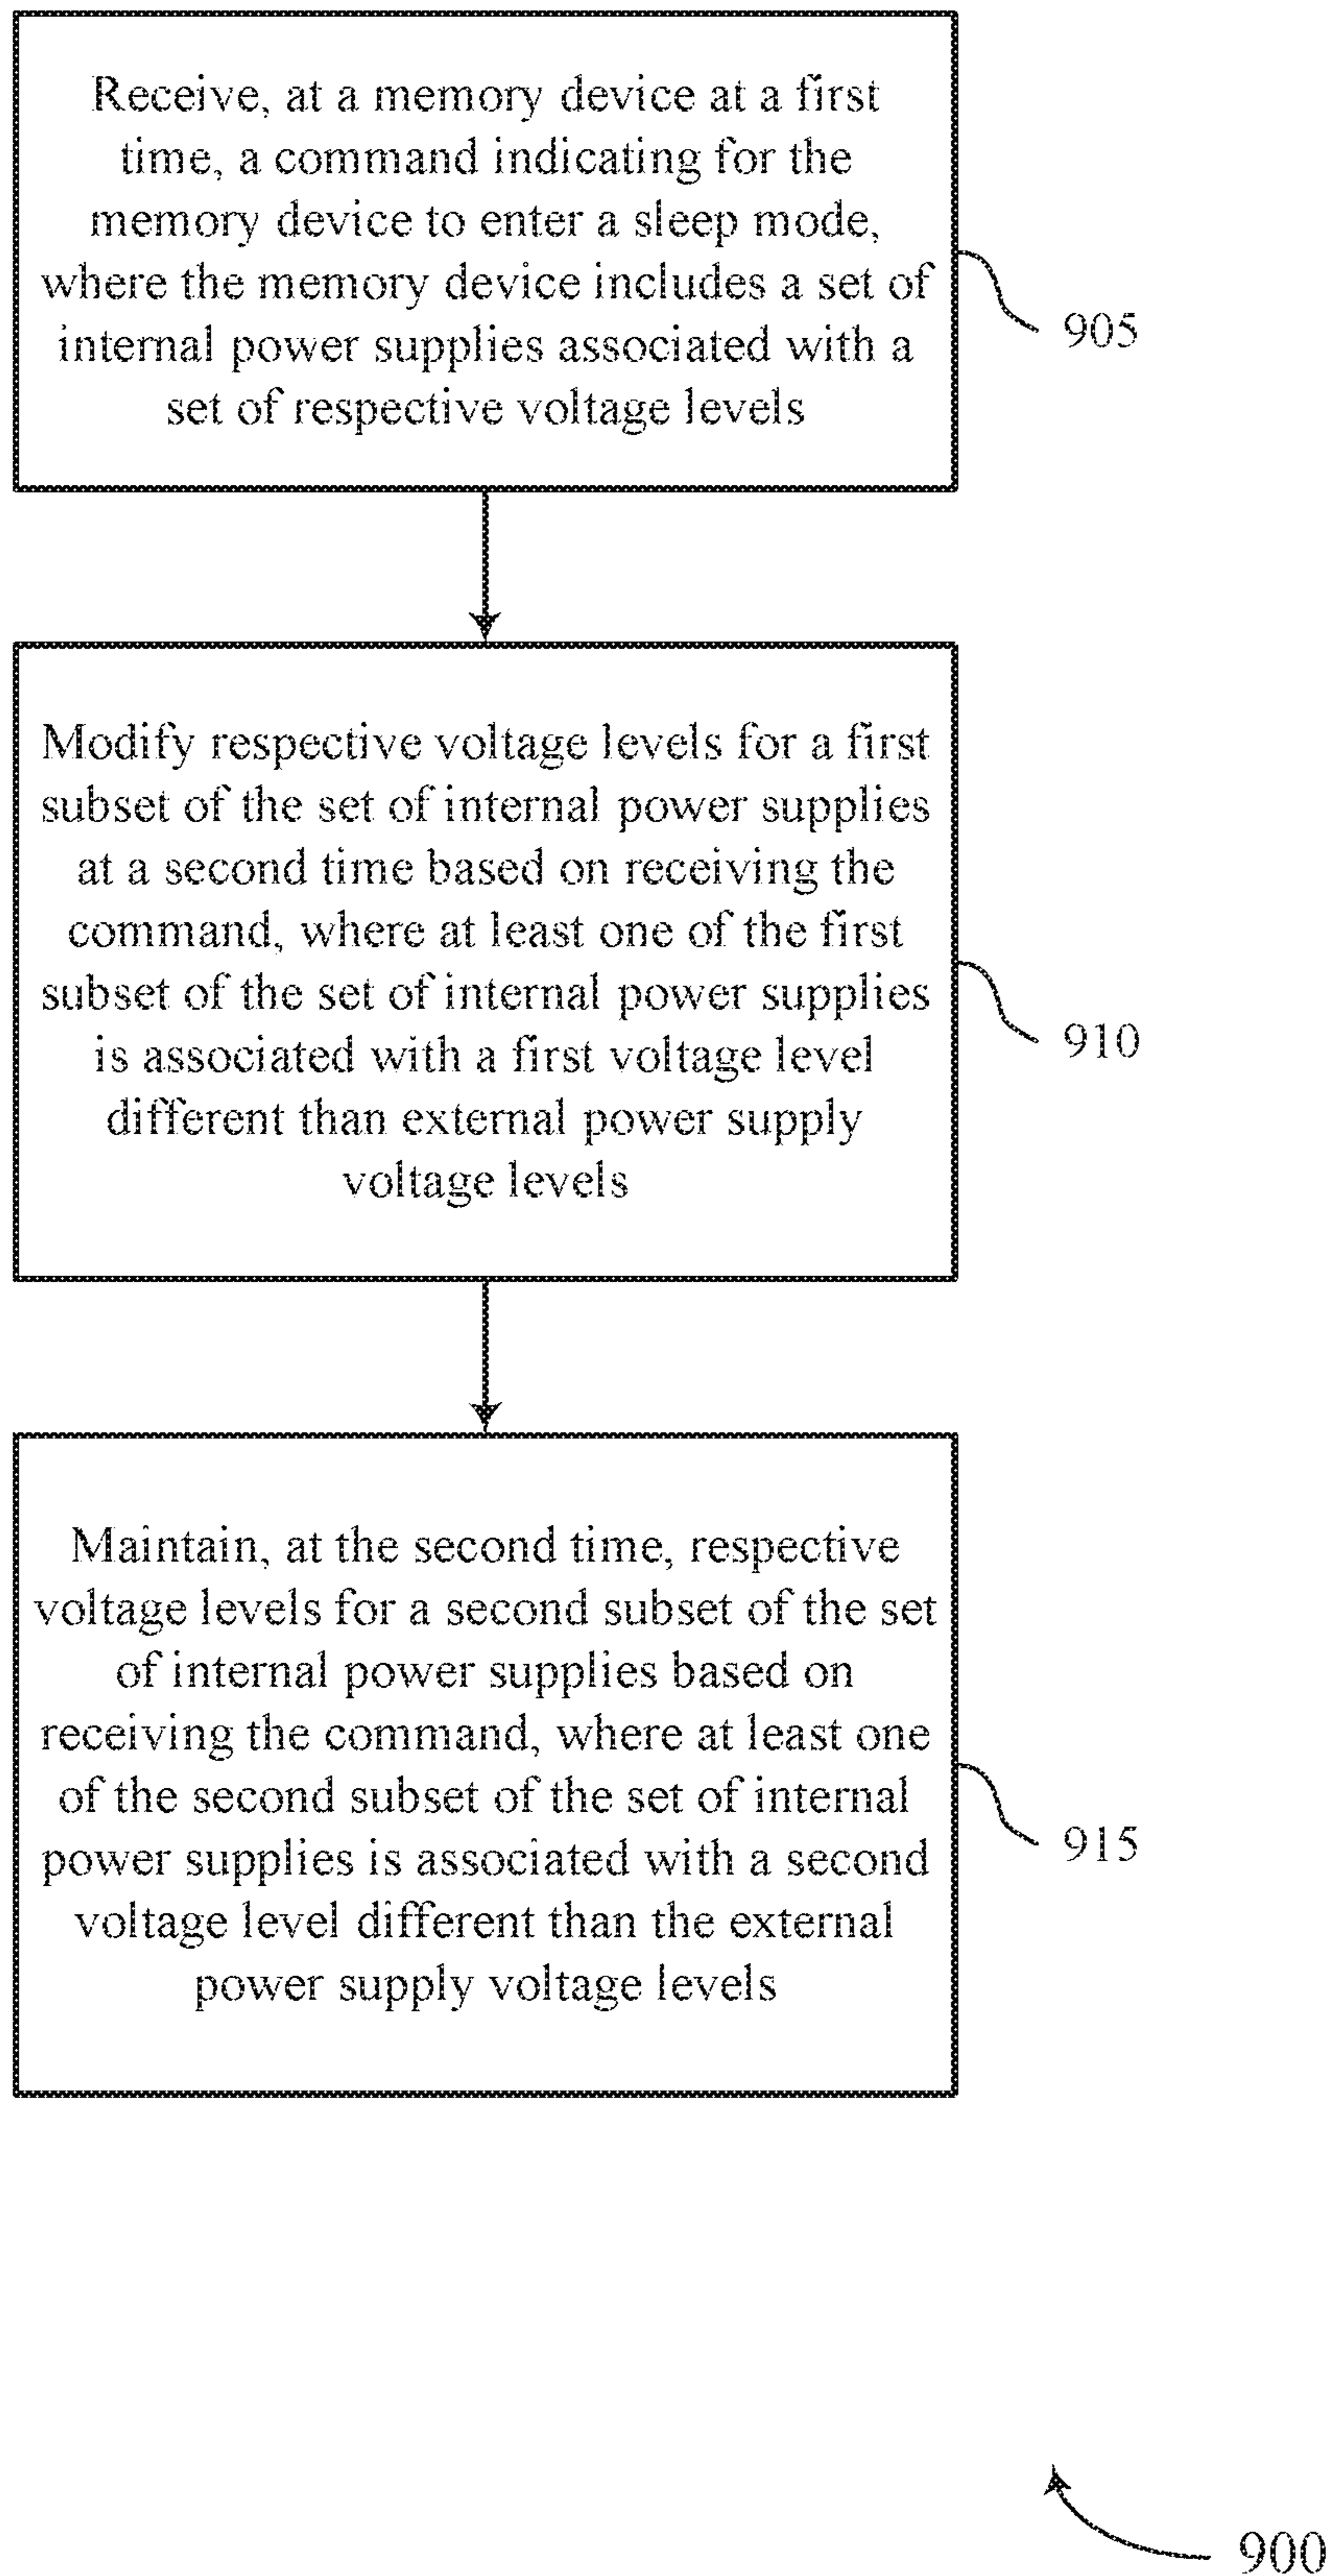 Receive, at a memory device at a first
time, a command indicating for the
memory device to enter a sleep mode,
where the memory device includes a set of
internal power supplies associated with a
set of respective voltage levels
905
Modify respective voltage levels for a first
subset of the set of internal power supplies
at a second time based on receiving the
command, where at least one of the first
subset of the set of internal power supplies
is associated with a first voltage level
different than external power supply
voltage levels
910
Maintain, at the second time, respective
voltage levels for a second subset of the set
of internal power supplies based on
receiving the command, where at least one
of the second subset of the set of internal
power supplies is associated with a second
voltage level different than the external
power supply voltage levels
915
900